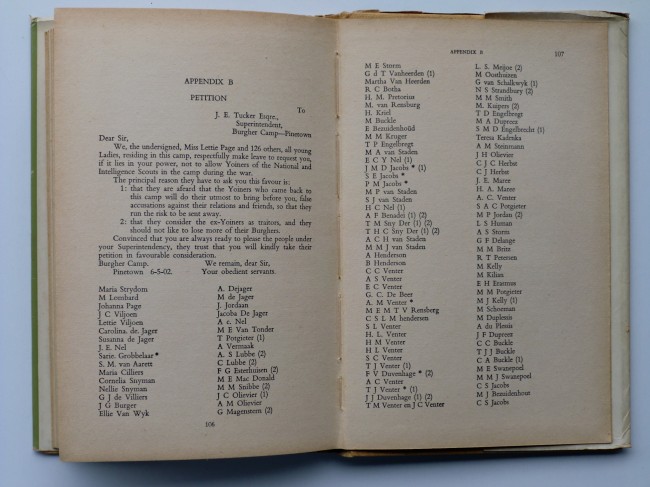 APPENDIX B
PETITION
To
J. E. Tucker Esqre.,
Superintendent,
Burgher Camp—Pinetown
Dear Sir,
We, the undersigned, Miss Lettie Page and 126 others, all young
Ladies, residing in this camp, respectfully make leave to request you,
if it lies in your power, not to allow Yoiners of the National and
Intelligence Scouts in the camp during the war.
The principal reason they have to ask you this favour is:
1: that they are afraid that the Yoiners who came back to
this camp will do their utmost to bring before you, false
accusations against their relations and friends, so that they
run the risk to be sent away.
2: that they consider the ex-Yoiners as traitors, and they
should not like to lose more of their Burghers.
Convinced that you are always ready to please the people under
your Superintendency, they trust that you will kindly take their
petition in favourable consideration.
Burgher Camp. We remain, dear Sir,
Pinetown 6-5-02. Your obedient servants.
Maria Strydom
M Lombard
Johanna Page
J C Viljoen
Lettie Viljoen
Carolina. de Jager
Susanna de Jager
J. E. Nel
Sarie. Grobbelaar *
S. M. van Aarett
Maria Cilliers
Cornelia Snyman
Nellie Snyman
G J de Villiers
J G Burger
Ellie Van Wyk
A. Dejager
M de Jager
J. Jordaan
Jacoba De Jager
A c. Nel
M E Van Tonder
T Potgieter (1)
A Vermaak
A. S Lubbe (2)
C Lubbe (2)
F G Esterhuizen (2)
M E Mac Donald
M M Snibbe (2)
J C Olivier (1)
A M Olievier
G Magenstern (2)
106
APPENDIX B
107
M E Storm
G d T Vanheerden (1)
Martha Van Heerden
R C Botha
H. M. Pretorius
M. van Rensburg
H. Kriel
M Buckle
E Bezuidenhoüd
M M Kruger
T P Engelbregt
M A van Staden
E C Y Nel (1)
J M D Jacobs (1) *
S E Jacobs *
P M Jacobs *
M P van Staden
S J van Staden
H C Nel (1)
A F Benadei (1) (2)
T M Sny Der (1) (2)
T H C Sny Der (1) (2)
A C H van Staden
M M J van Staden
A Henderson
B Henderson
C C Venter
A S Venter
E C Venter
G. C. De Beer
A. M Venter *
M E M T V Rensberg
C S L M hendersen
S L Venter
H. L. Venter
H M Venter
H L Venter
S C Venter
T J Venter (1)
F V Duvenhage * (2)
A C Venter
T J Venter * (1)
J J Duvenhage (1) (2)
T M Venter en J C Venter
L. S. Meijoe (2)
M Oosthuizen
G van Schalkwyk (1)
N S Strandbury (2)
M M Smith
M. Kuipers (2)
T D Engelbregt
M A Dupreez
S M D Engelbrecht (1)
Teresa Kadenka
A M Steinmann
J H Olievier
C J C Herbst
C J Herbst
J. E. Maree
H. A. Maree
A. C. Venter
S A C Potgieter
M P Jordan (2)
L S Human
A S Storm
G F Delange
M M Brits
R. T Petersen
M Kelly
M Kilian
E H Erasmus
M M Potgieter
M J Kelly (1)
M Schoeman
M Duplesis
A du Plesis
J F Dupreez
C C Buckle
T J J Buckle
C A Buckle (1)
M E Swanepoel
M M J Swanepoel
C S Jacobs
M J Bezuidenhout
C S Jacobs